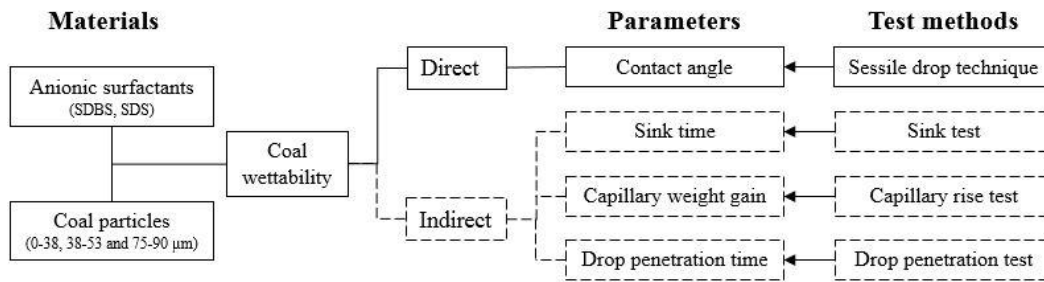 Materials
Parameters
Test methods
Anionic surfactants
(SDBS, SDS)
Coal particles
(0-38, 38-53 and 75-90 μm)
Coal
wettability
Direct
Indirect
Contact angle
Sessile drop technique
Sink time
Sink test
Capillary weight gain
Capillary rise test
Drop penetration time
Drop penetration test